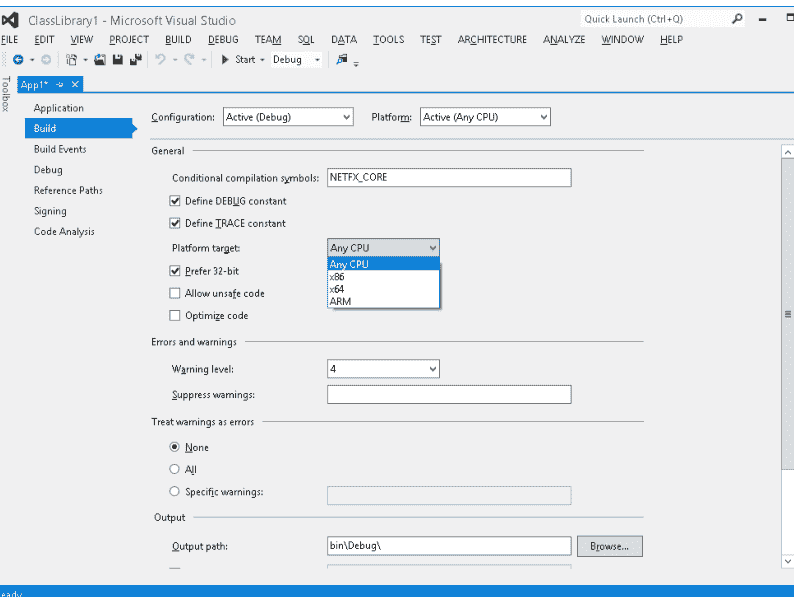 ClassLibrary1 - Microsoft Visual Studio
Quick Launch (Ctrl+Q)
FILE EDIT VIEW PROJECT BUILD DEBUG TEAM SQL DATA TOOLS TEST ARCHITECTURE ANALYZE WINDOW HELP
Start Debug
Toolbox
App1*
Application
Build
Build Events
Debug
Reference Paths
Signing
Code Analysis
Configuration: Active (Debug) Platform: Active (Any CPU)
General
Conditional compilation symbols: NETFX_CORE
Define DEBUG constant
Define TRACE constant
Platform target: Any CPU
Any CPU
x86
x64
ARM
Prefer 32-bit
Allow unsafe code
Optimize code
Errors and warnings
Warning level: 4
Suppress warnings:
Treat warnings as errors
None
All
Specific warnings:
Output
Output path: bin\Debug\ Browse...
eady